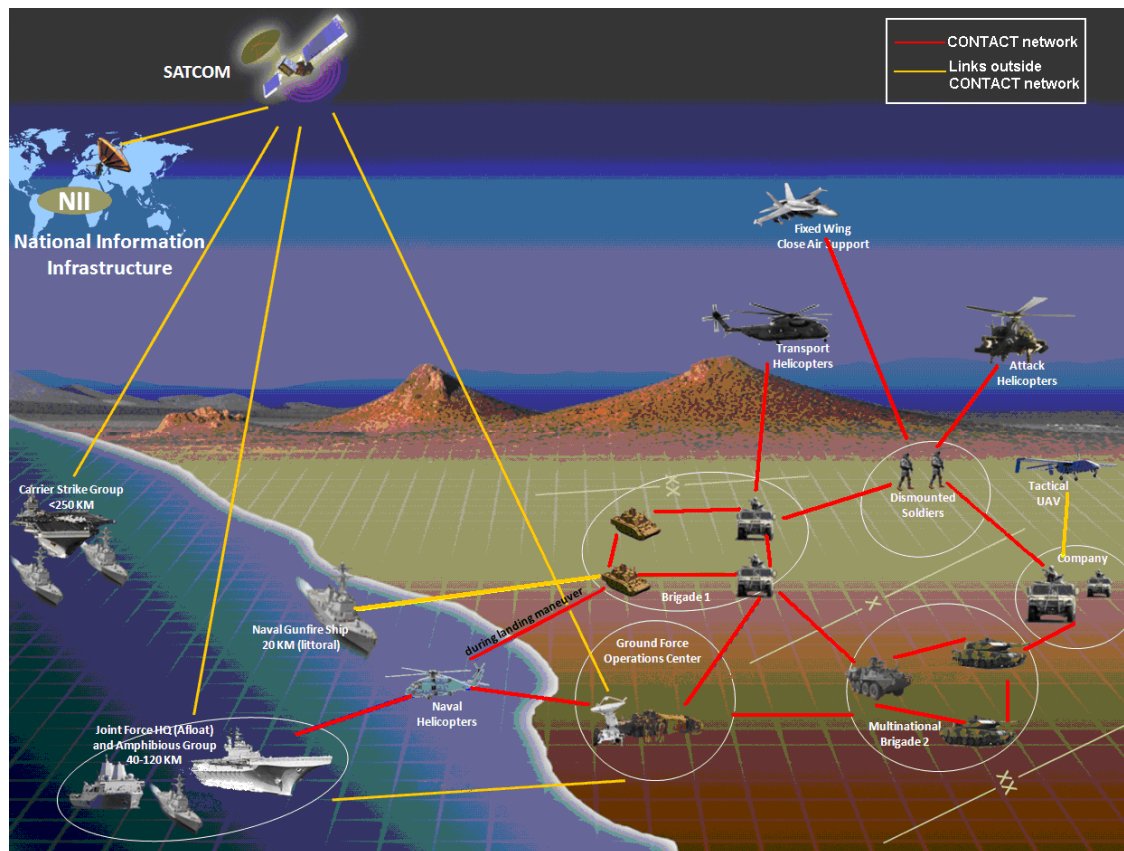 SATCOM
CONTACT network
Links outside
CONTACT network
NII
National Information
Infrastructure
Fixed Wing
Close Air Support
Transport
Helicopters
Attack
Helicopters
Carrier Strike Group
<250 KM
XX
Dismounted
Soldiers
Tactical
UAV
Company
Brigade 1
during landing maneuver
X
Naval Gunfire Ship
20 KM (littoral)
Ground Force
Operations Center
Naval
Helicopters
Joint Force HQ (Afloat)
and Amphibious Group
40-120 KM
Multinational
Brigade 2
XX